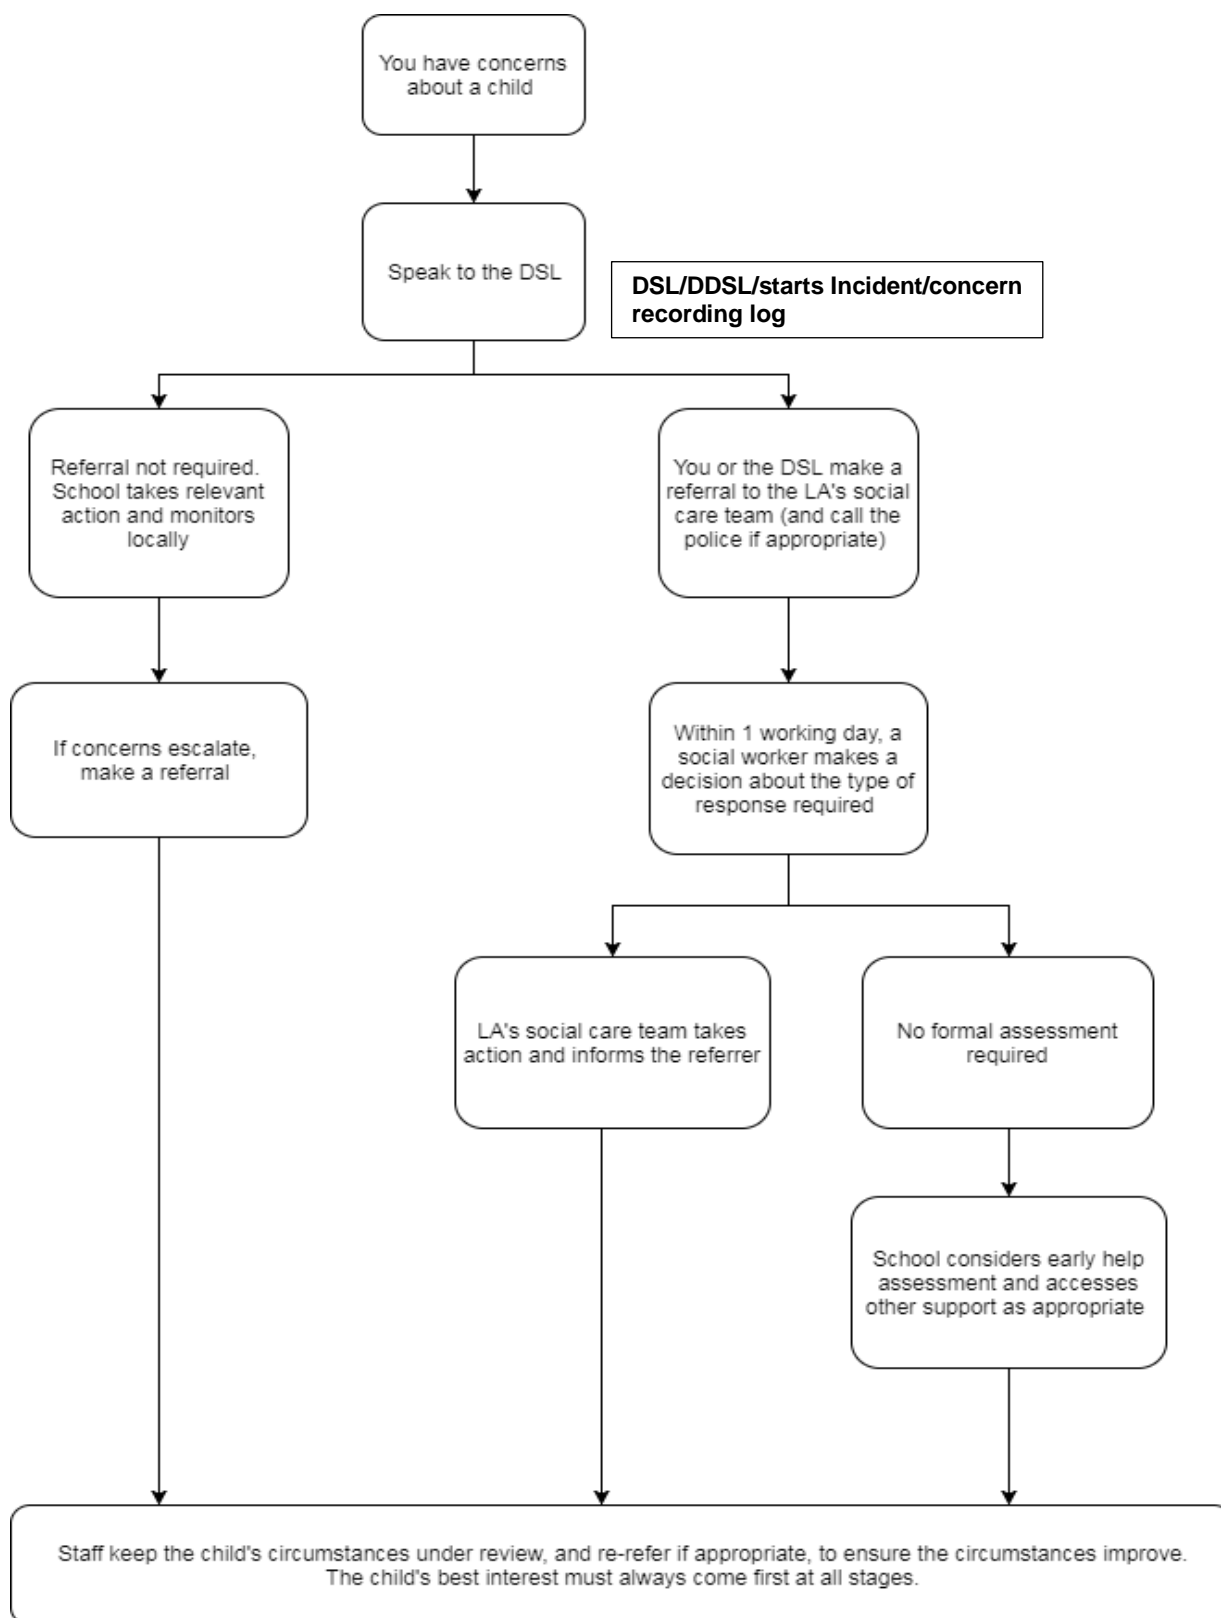 You have concerns
about a child
Speak to the DSL
DSL/DDSL/starts Incident/concern
recording log
Referral not required.
School takes relevant
action and monitors
locally
You or the DSL make a
referral to the LA's social
care team (and call the
police if appropriate)
If concerns escalate,
make a referral
Within 1 working day, a
social worker makes a
decision about the type of
response required
LA's social care team takes
action and informs the referrer
No formal assessment
required
School considers early help
assessment and accesses
other support as appropriate
Staff keep the child's circumstances under review, and re-refer if appropriate, to ensure the circumstances improve.
The child's best interest must always come first at all stages.